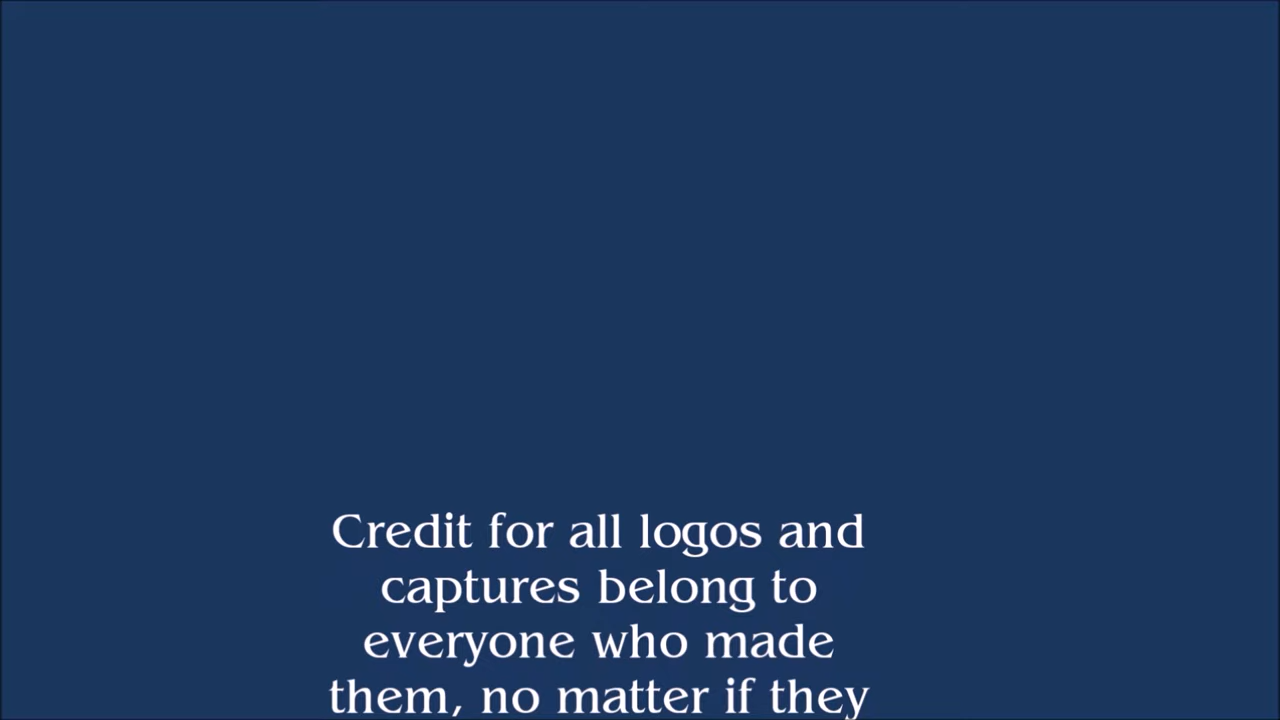 Credit for all logos and
captures belong to
everyone who made
them, no matter if they